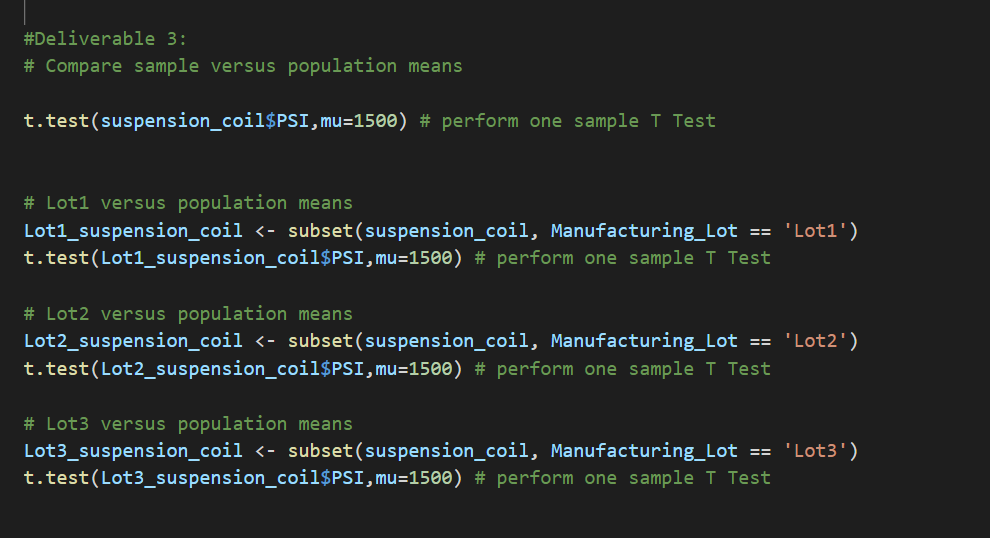 #Deliverable 3:
# Compare sample versus population means
t.test(suspension_coil$PSI,mu=1500) # perform one sample T Test
# Lot1 versus population means
Lot1_suspension_coil <- subset(suspension_coil, Manufacturing_Lot == 'Lot1')
t.test(Lot1_suspension_coil$PSI,mu=1500) # perform one sample T Test
# Lot2 versus population means
Lot2_suspension_coil <- subset(suspension_coil, Manufacturing_Lot == 'Lot2')
t.test(Lot2_suspension_coil$PSI,mu=1500) # perform one sample T Test
# Lot3 versus population means
Lot3_suspension_coil <- subset(suspension_coil, Manufacturing_Lot == 'Lot3')
t.test(Lot3_suspension_coil$PSI,mu=1500) # perform one sample T Test